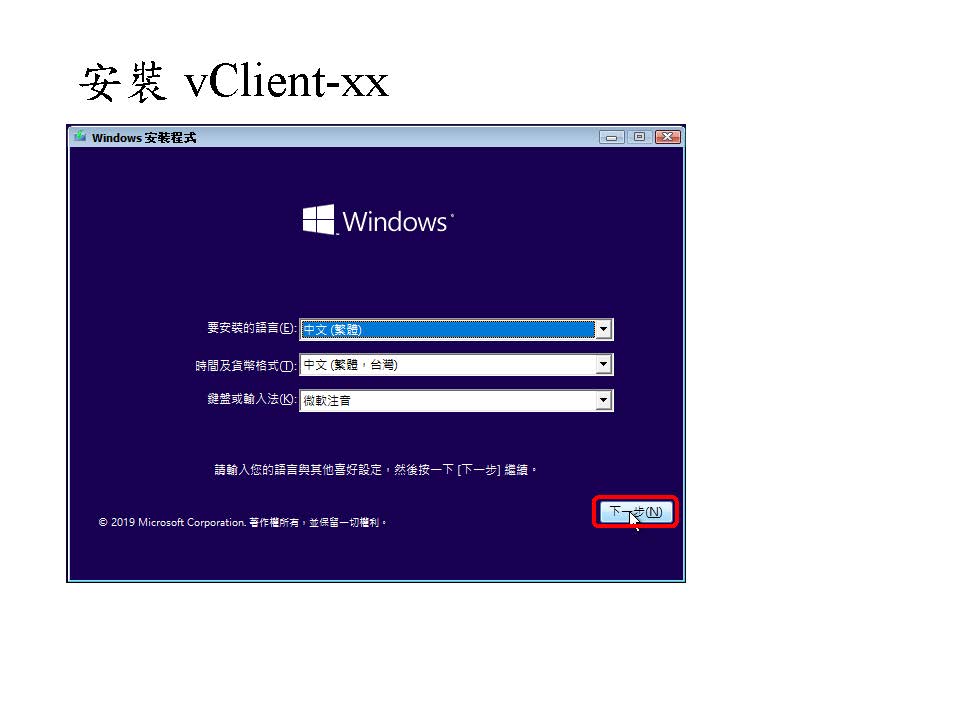 安裝 vClient-xx
Windows 安裝程式
Windows
要安裝的語言(E): 中文 (繁體)
時間及貨幣格式(T): 中文 (繁體，台灣)
鍵盤或輸入法(K): 微軟注音
請輸入您的語言與其他喜好設定，然後按一下 [下一步] 繼續。
下一步(N)
© 2019 Microsoft Corporation. 著作權所有，並保留一切權利。